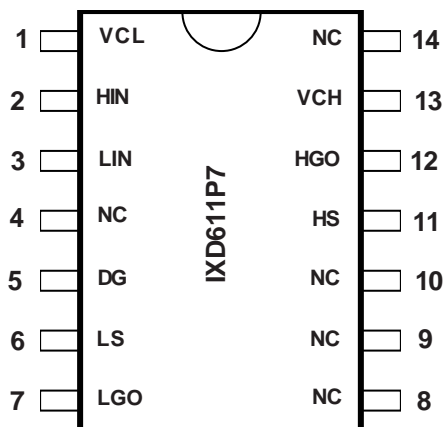 1 VCL NC 14
2 HIN VCH 13
3 LIN HGO 12
4 NC HS 11
5 DG NC 10
6 LS NC 9
7 LGO NC 8
IXD611P7